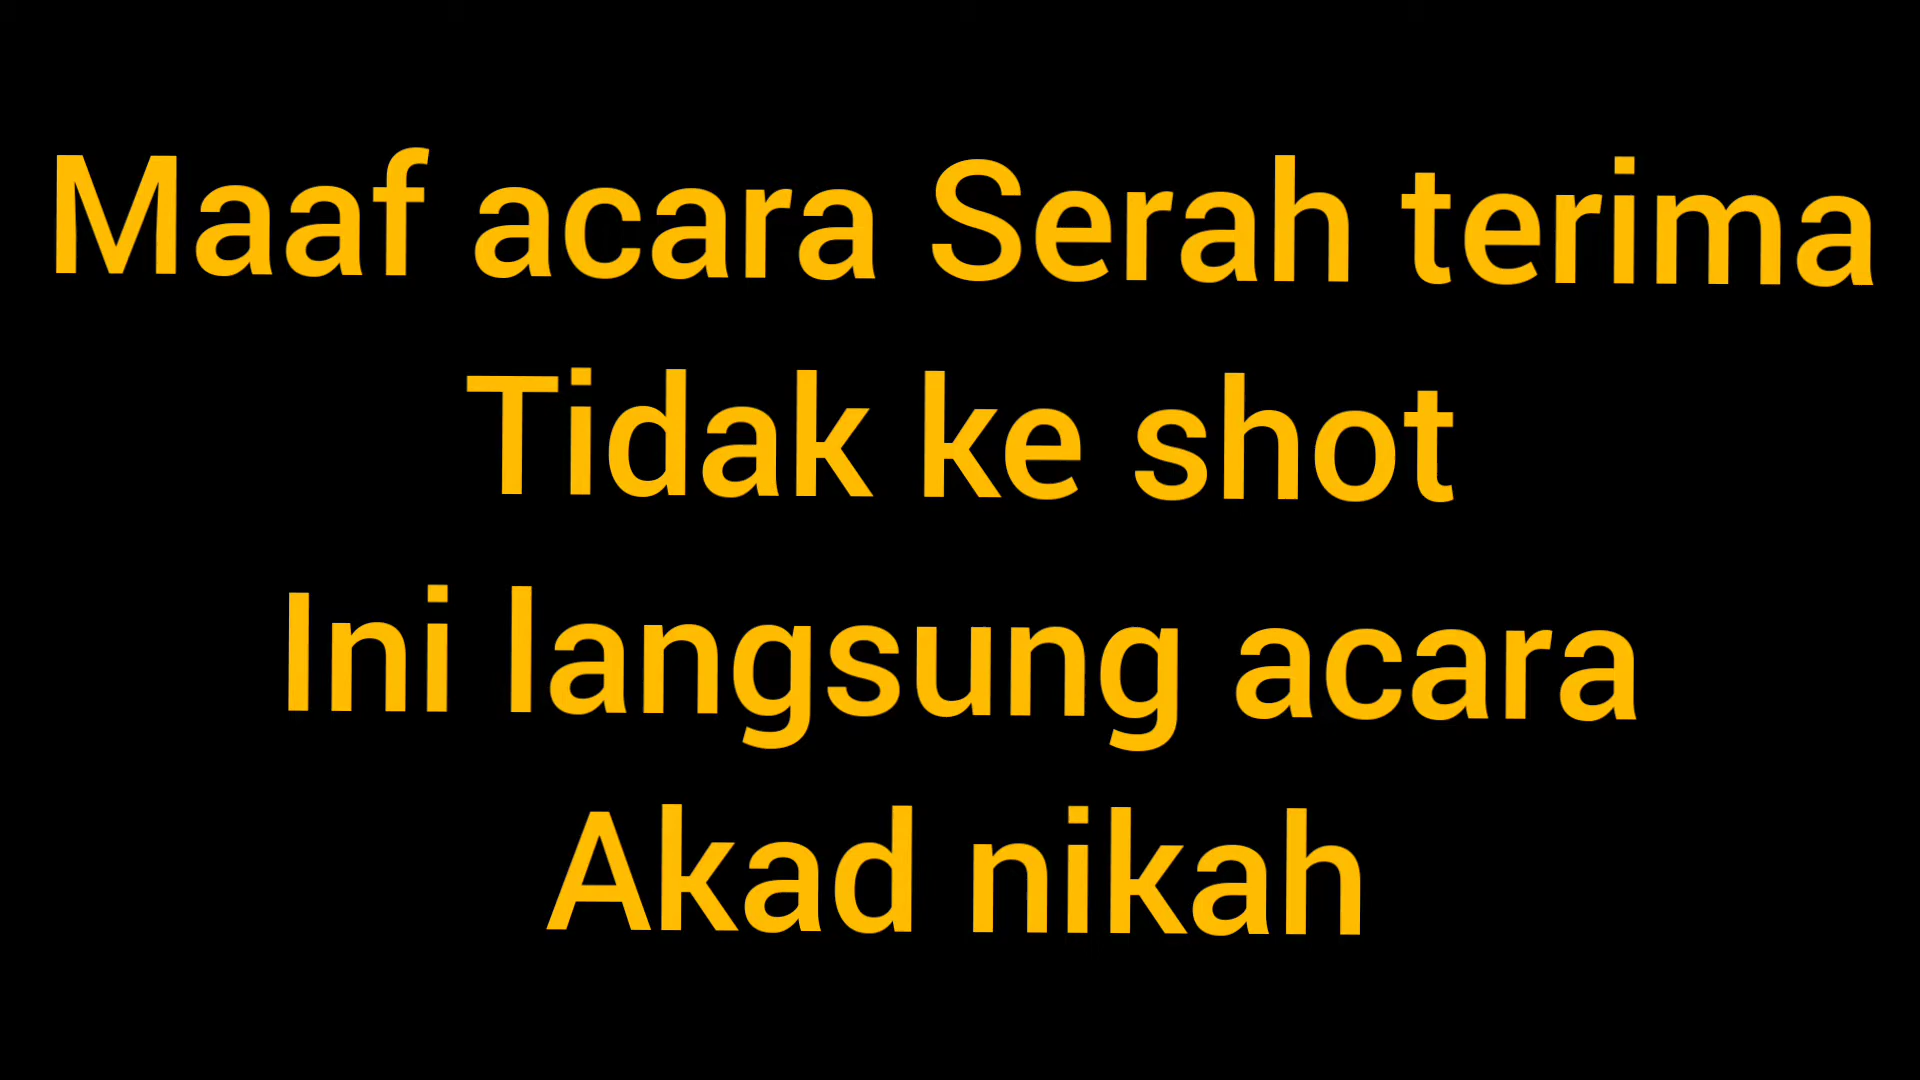 Maaf acara Serah terima
Tidak ke shot
Ini langsung acara
Akad nikah